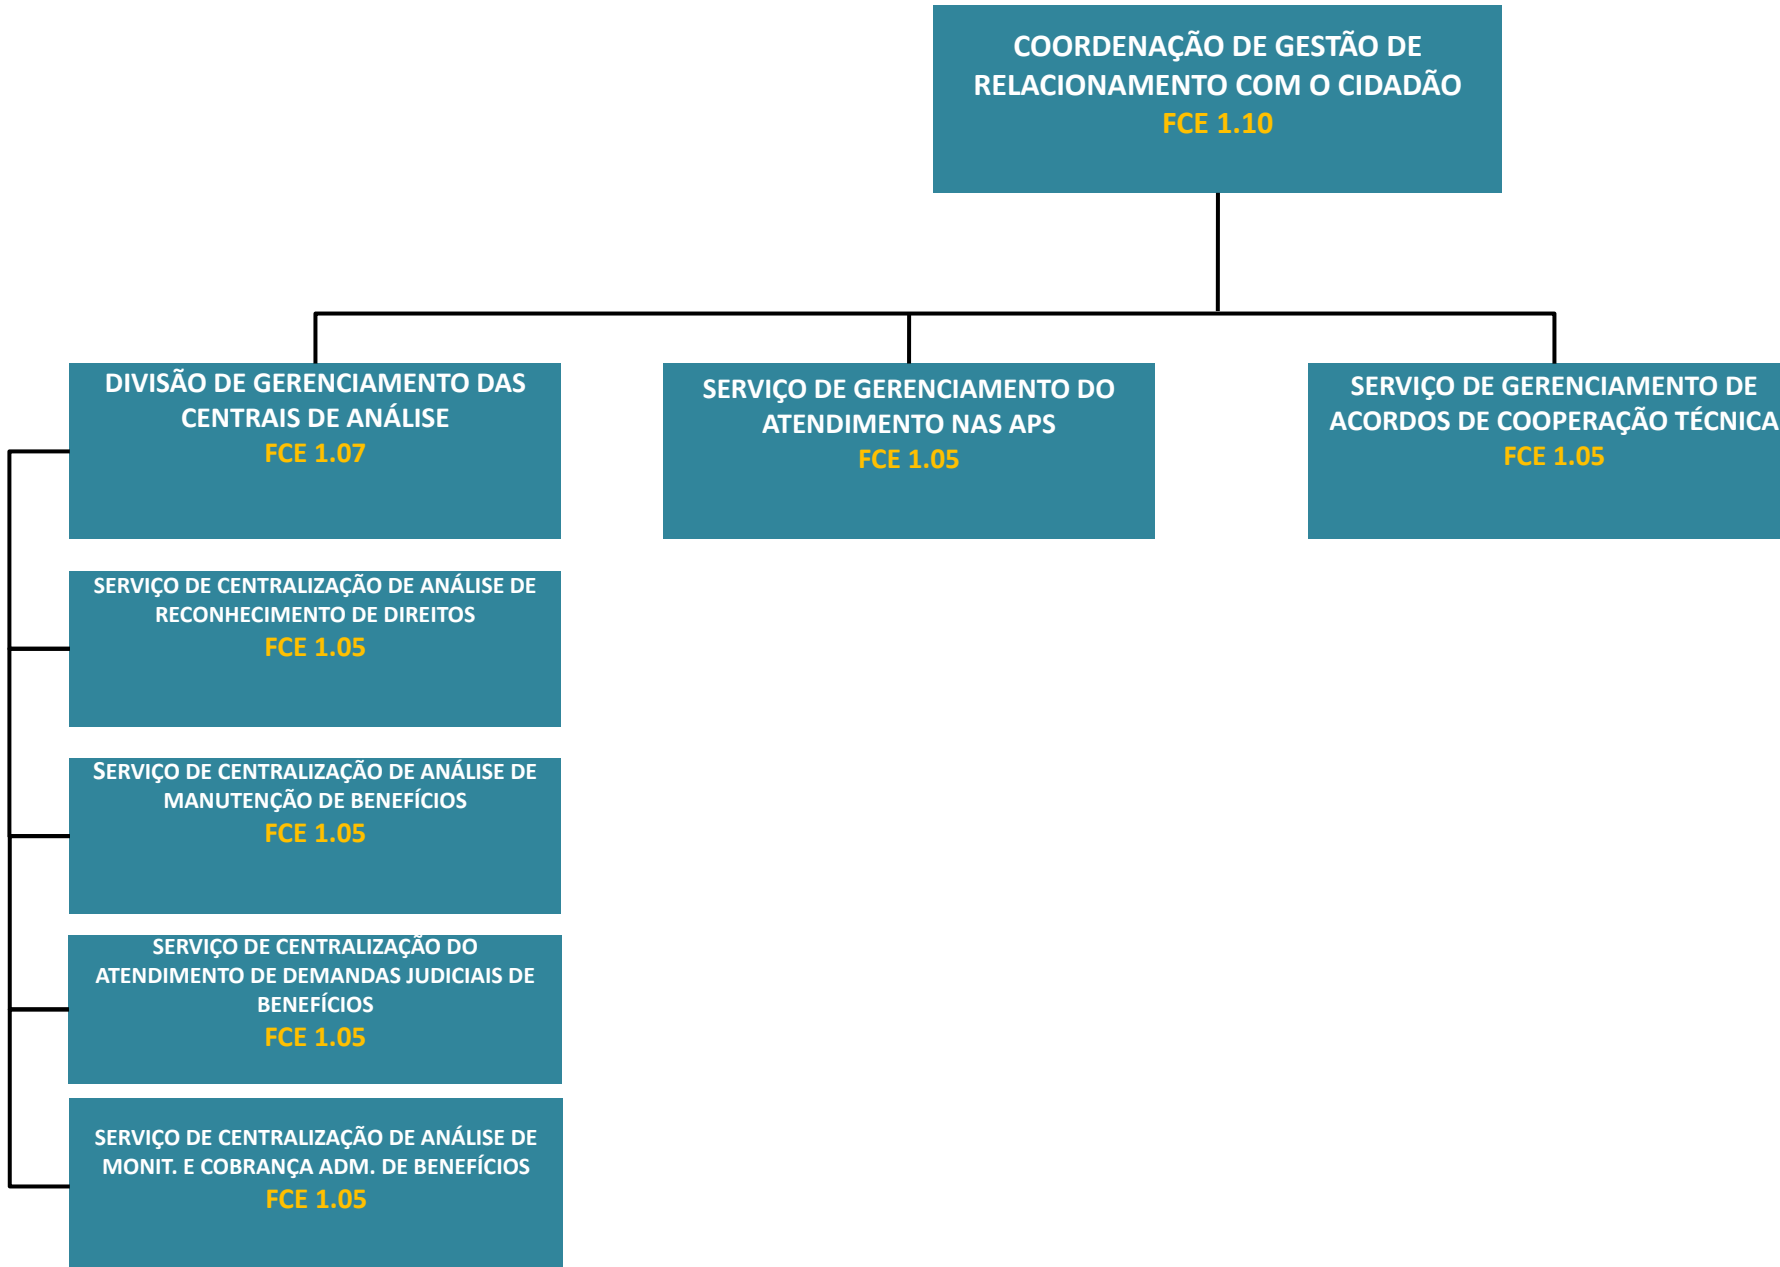 COORDENAÇÃO DE GESTÃO DE
RELACIONAMENTO COM O CIDADÃO
FCE 1.10
DIVISÃO DE GERENCIAMENTO DAS
CENTRAIS DE ANÁLISE
FCE 1.07
SERVIÇO DE GERENCIAMENTO DO
ATENDIMENTO NAS APS
FCE 1.05
SERVIÇO DE GERENCIAMENTO DE
ACORDOS DE COOPERAÇÃO TÉCNICA
FCE 1.05
SERVIÇO DE CENTRALIZAÇÃO DE ANÁLISE DE
RECONHECIMENTO DE DIREITOS
FCE 1.05
SERVIÇO DE CENTRALIZAÇÃO DE ANÁLISE DE
MANUTENÇÃO DE BENEFÍCIOS
FCE 1.05
SERVIÇO DE CENTRALIZAÇÃO DO
ATENDIMENTO DE DEMANDAS JUDICIAIS DE
BENEFÍCIOS
FCE 1.05
SERVIÇO DE CENTRALIZAÇÃO DE ANÁLISE DE
MONIT. E COBRANÇA ADM. DE BENEFÍCIOS
FCE 1.05